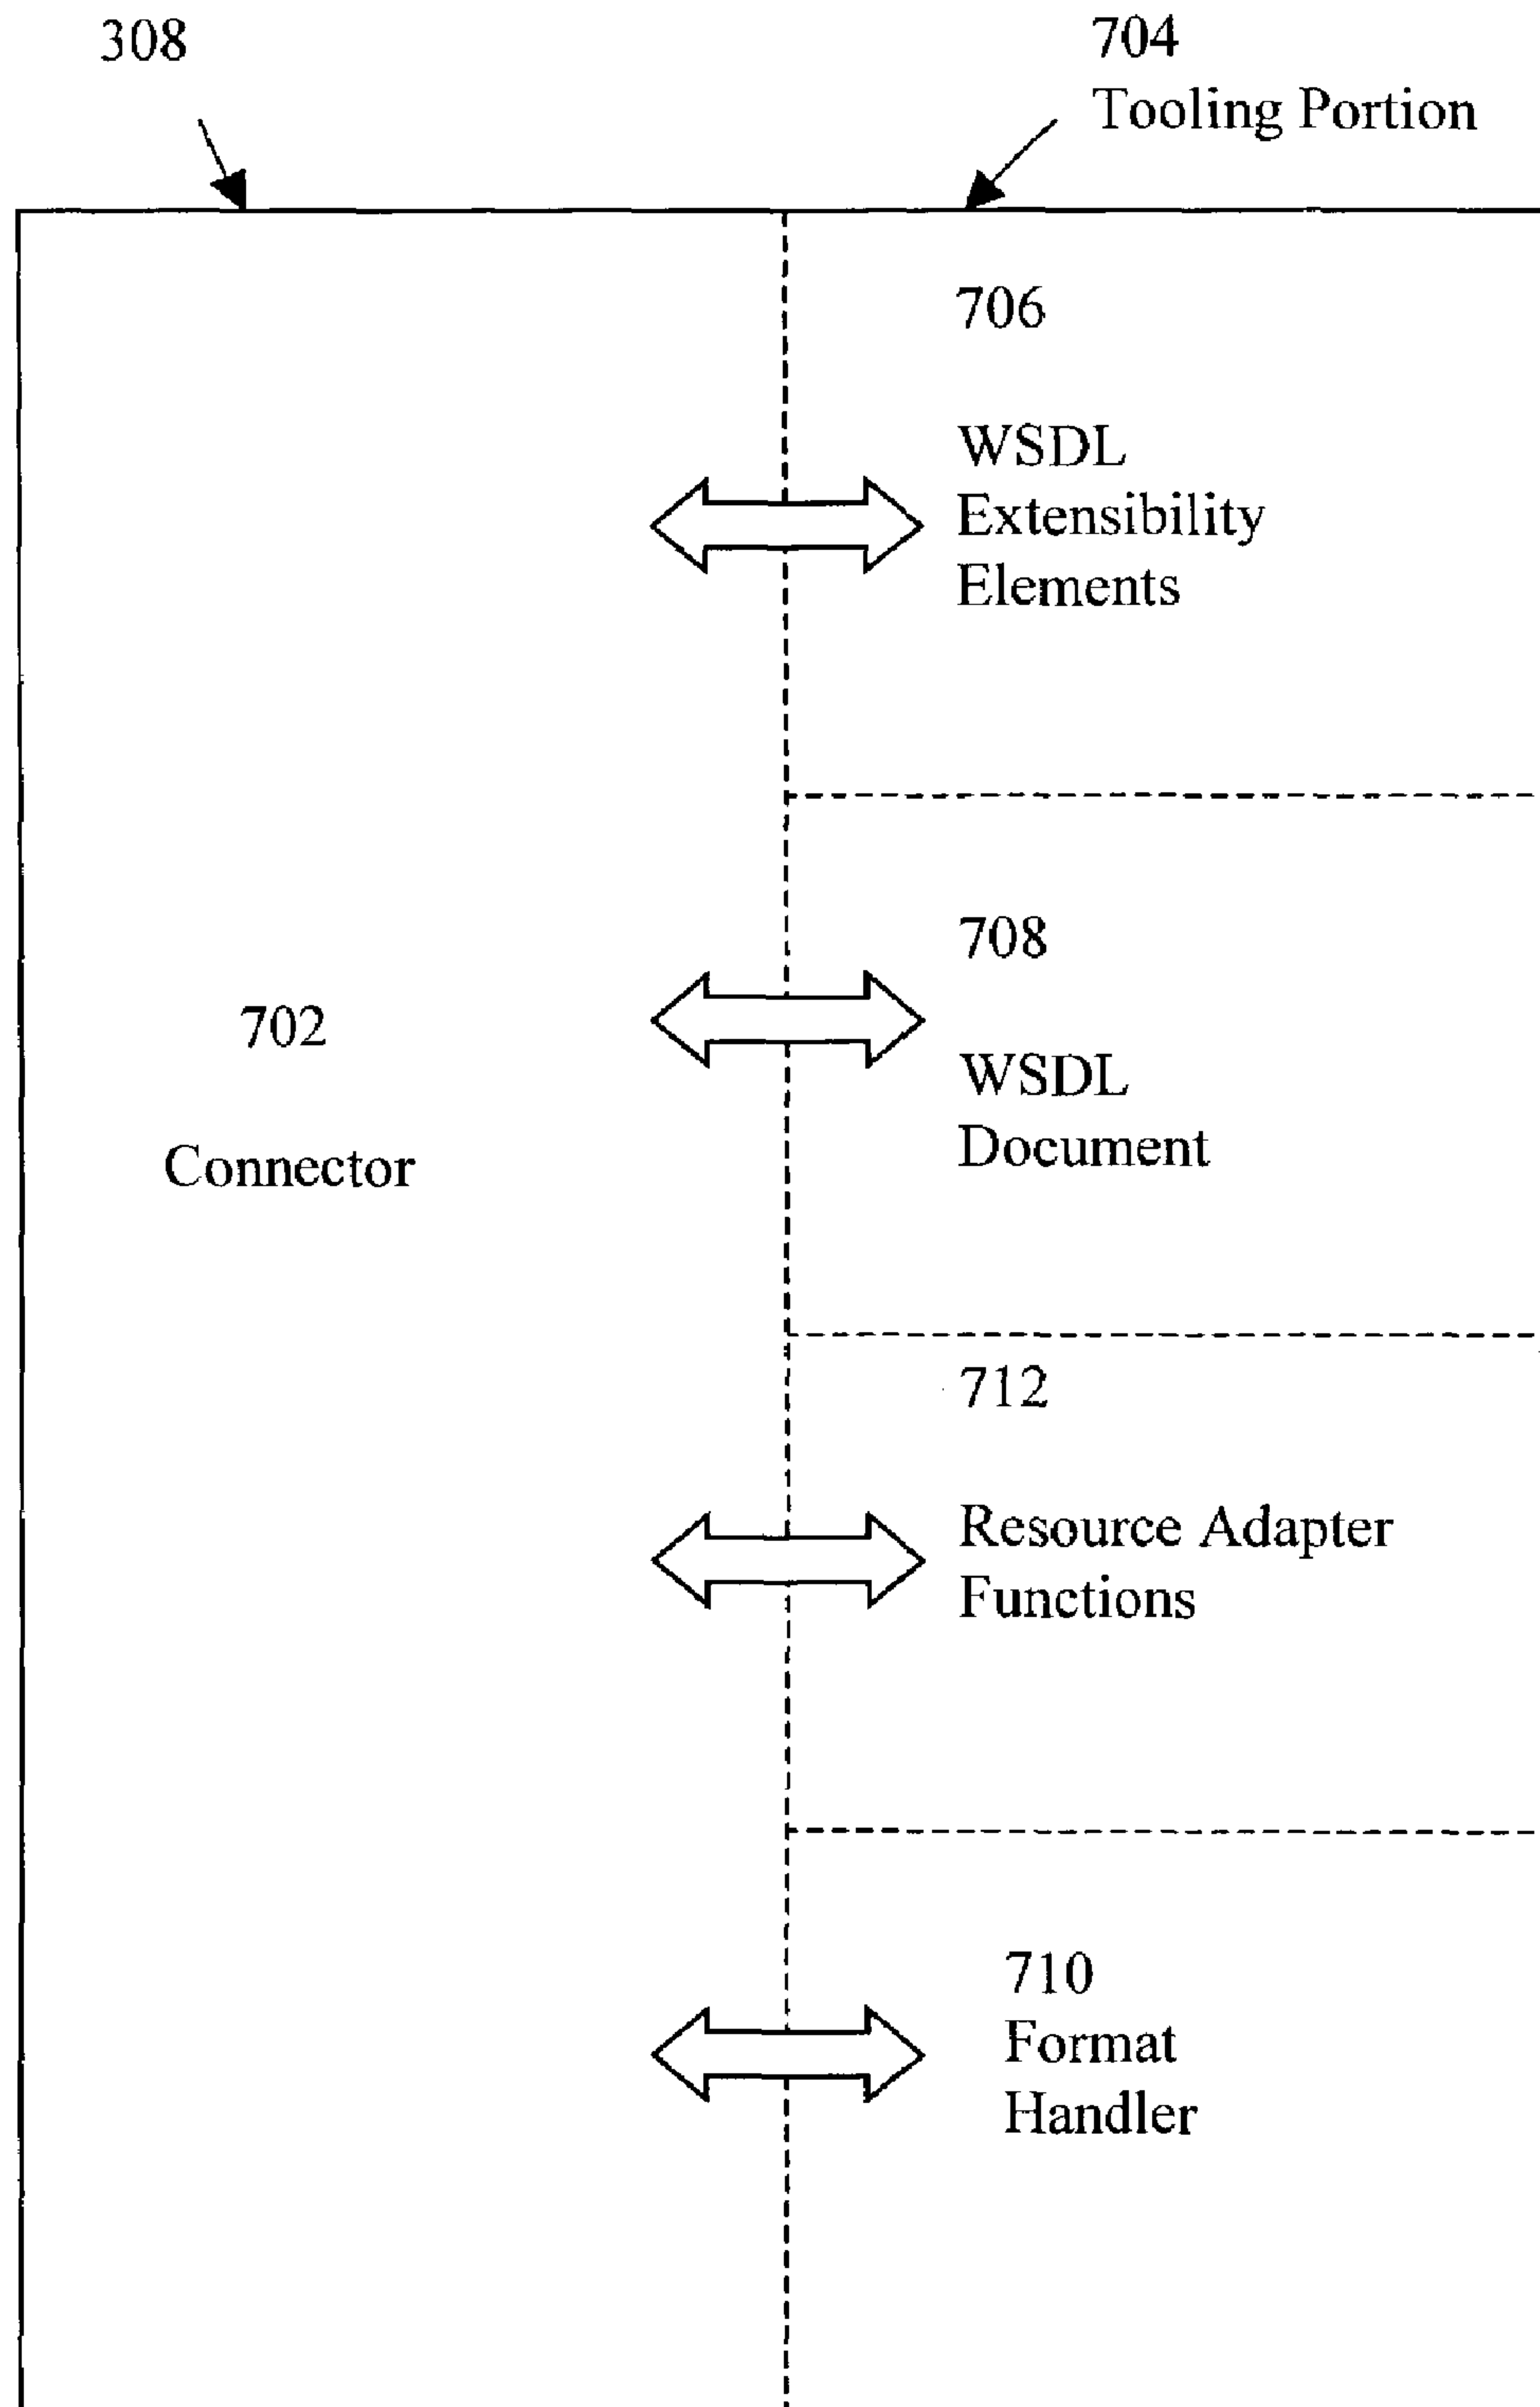 308
704
Tooling Portion
706
WSDL
Extensibility
Elements
708
WSDL
Document
702
Connector
712
Resource Adapter
Functions
710
Format
Handler